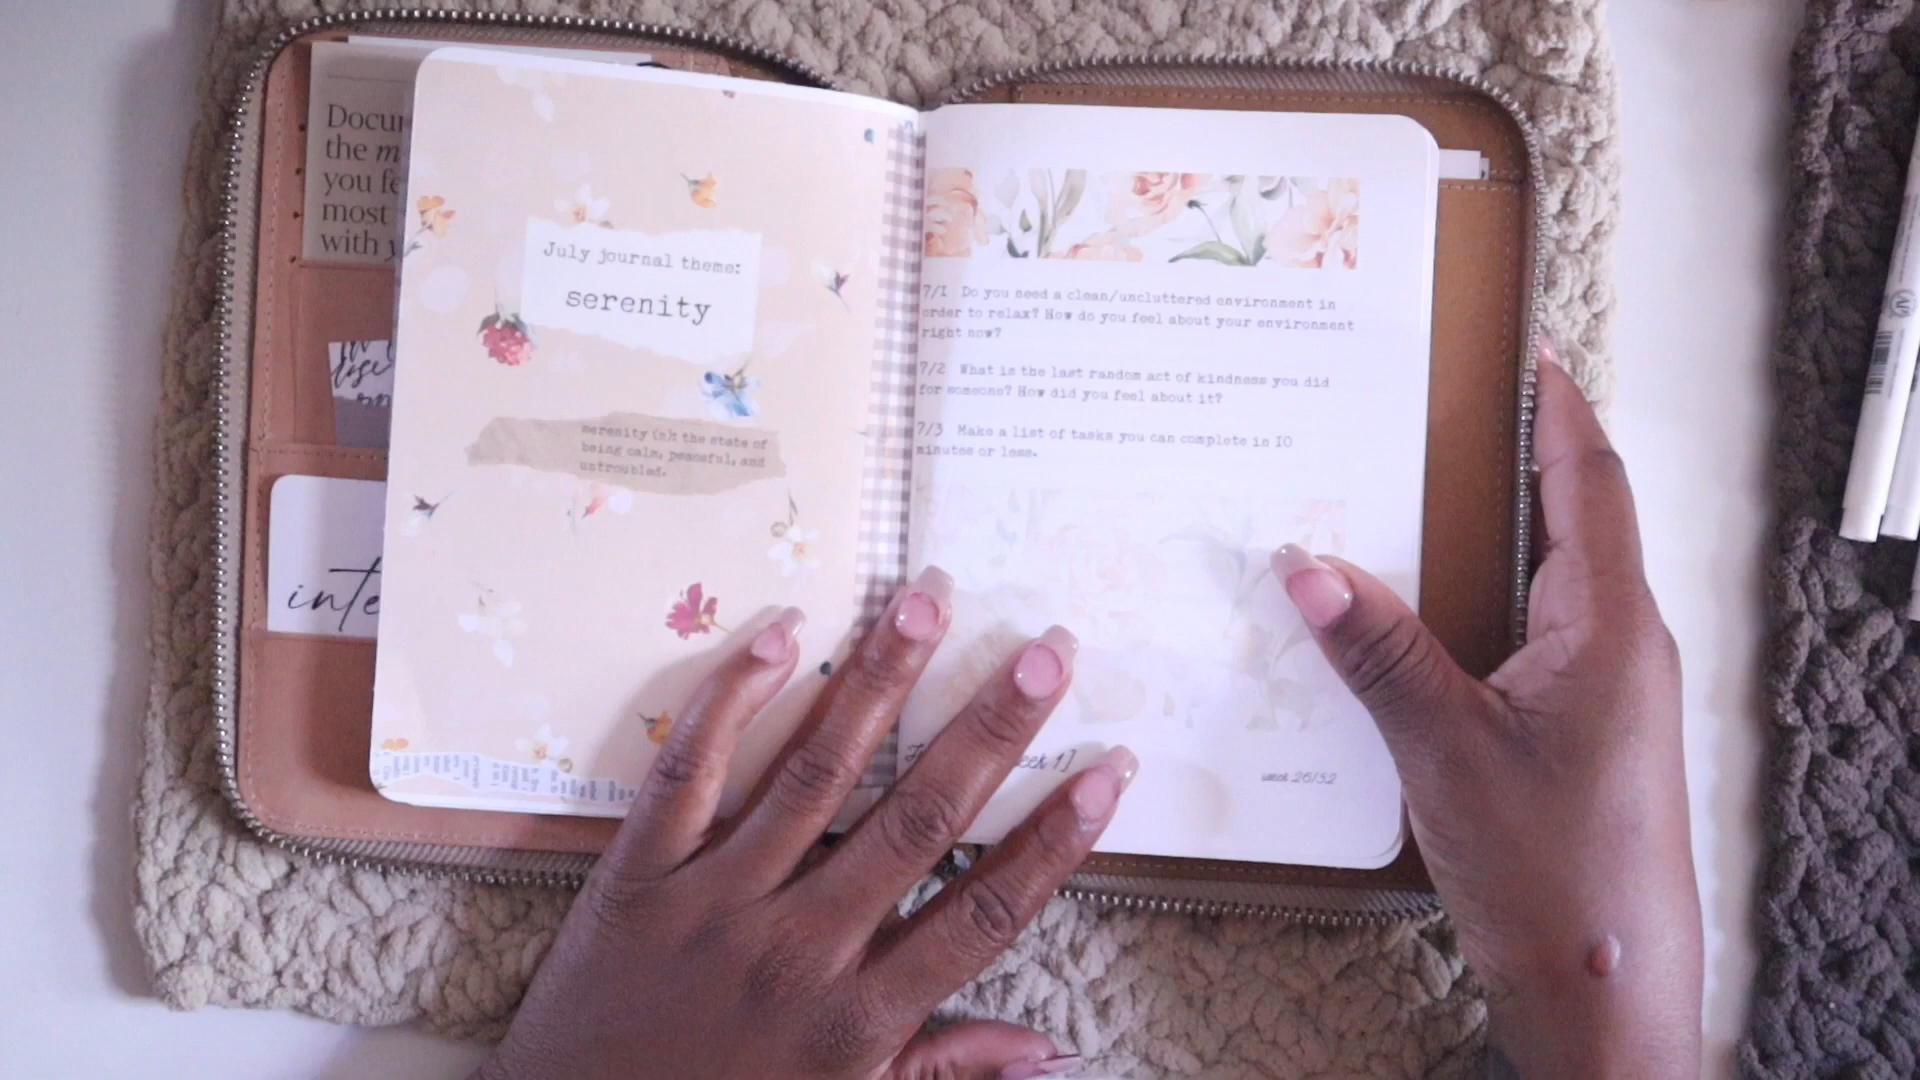 Docu
the m
you fe
most
with y
inte
July journal theme:
serenity
serenity (n): the state of
being calm, peaceful, and
untroubled.
7/1 Do you need a clean/uncluttered environment in
order to relax? How do you feel about your environment
right now?
7/2 What is the last random act of kindness you did
for someone? How did you feel about it?
7/3 Make a list of tasks you can complete in 10
minutes or less.
eek 1]
week 26/52